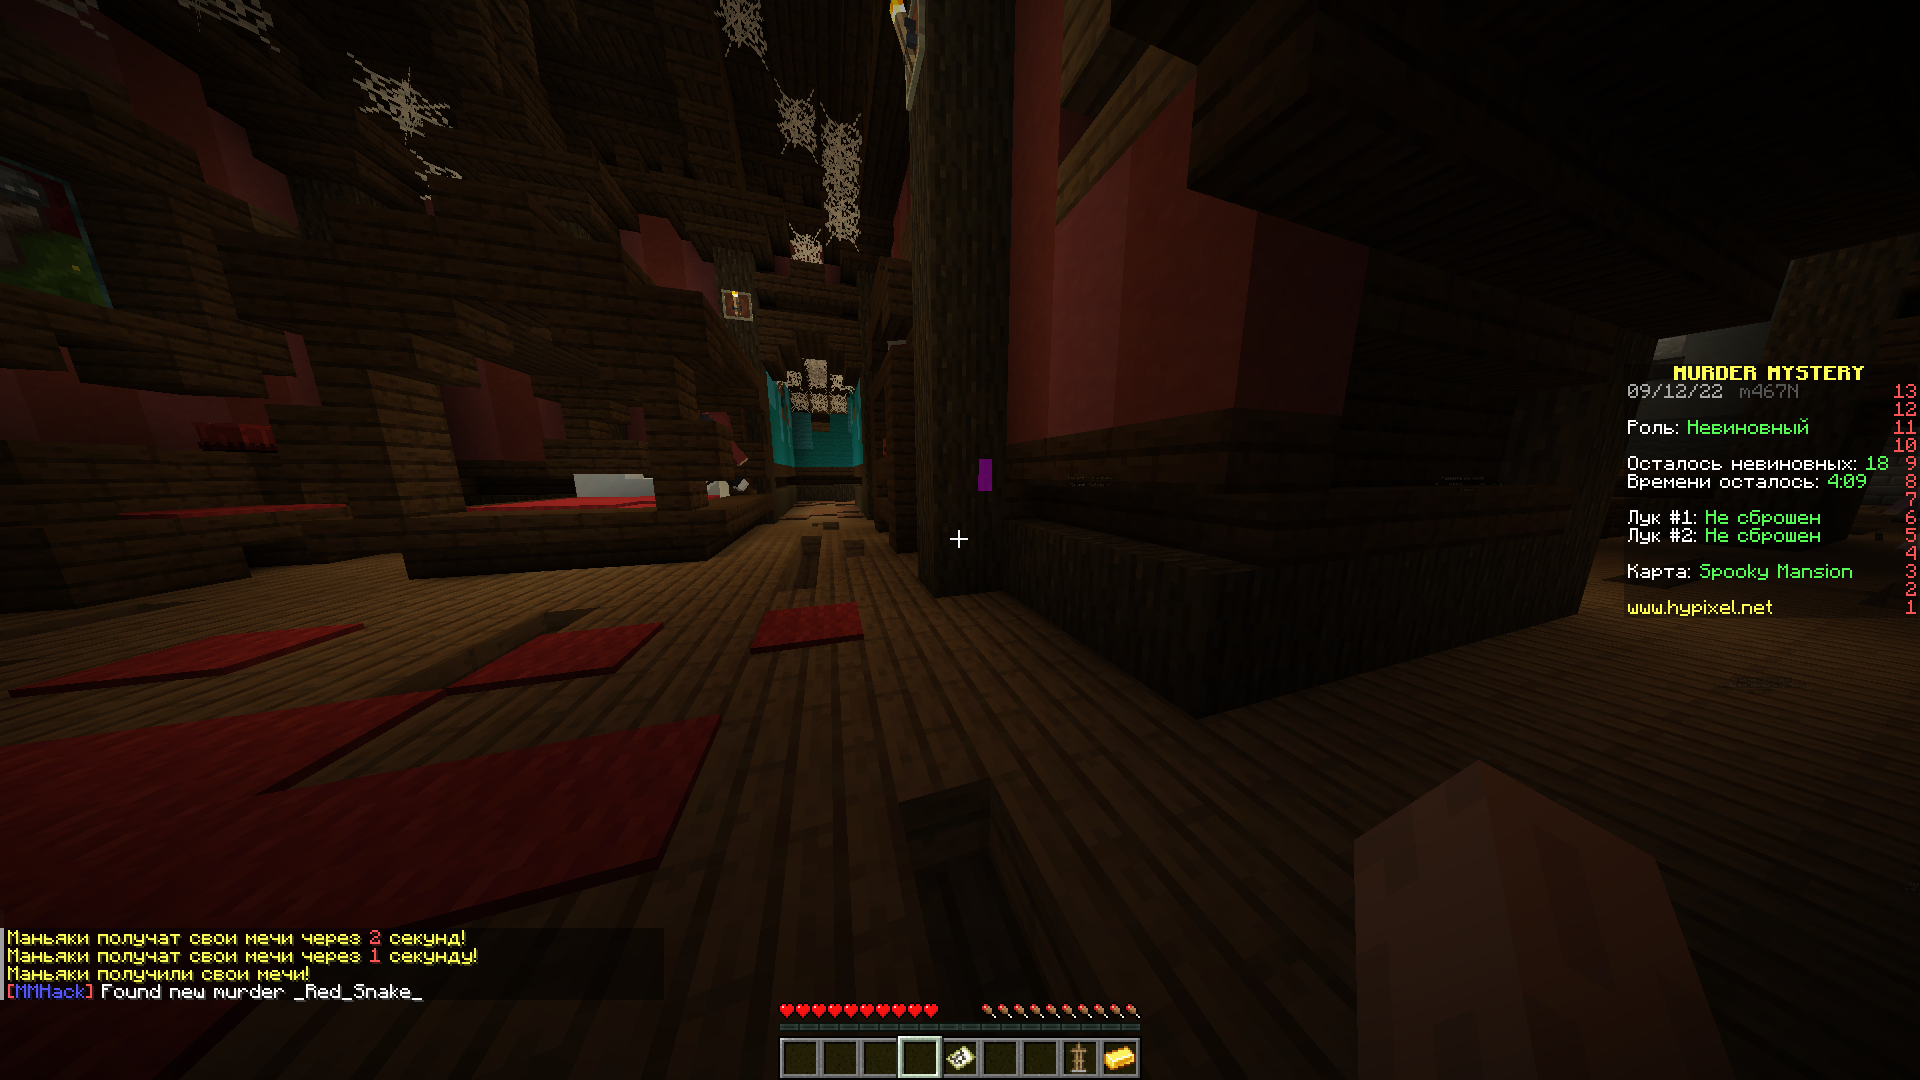 MURDER MYSTERY
09/12/22 m467N 13
12
Роль: Невиновный 11
10
Осталось невиновных: 18 9
Времени осталось: 4:09 8
7
Лук #1: Не сброшен 6
Лук #2: Не сброшен 5
4
Карта: Spooky Mansion 3
2
www.hypixel.net 1
Маньяки получат свои мечи через 2 секунд!
Маньяки получат свои мечи через 1 секунду!
Маньяки получили свои мечи!
[MMHack] Found new murder _Red_Snake_